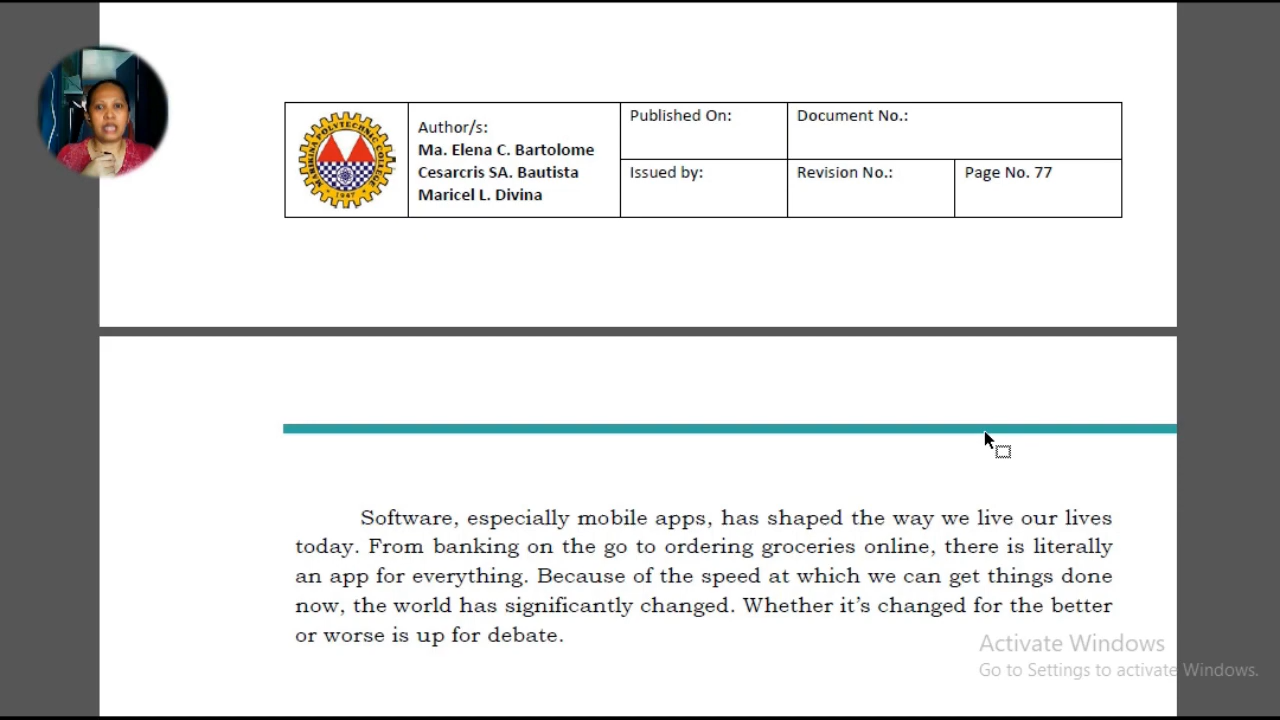 MARIKINA POLYTECHNIC COLLEGE
1947
Author/s:
Ma. Elena C. Bartolome
Cesarcris SA. Bautista
Maricel L. Divina
Published On:
Document No.:
Issued by:
Revision No.:
Page No. 77
Software, especially mobile apps, has shaped the way we live our lives
today. From banking on the go to ordering groceries online, there is literally
an app for everything. Because of the speed at which we can get things done
now, the world has significantly changed. Whether it’s changed for the better
or worse is up for debate.
Activate Windows
Go to Settings to activate Windows.